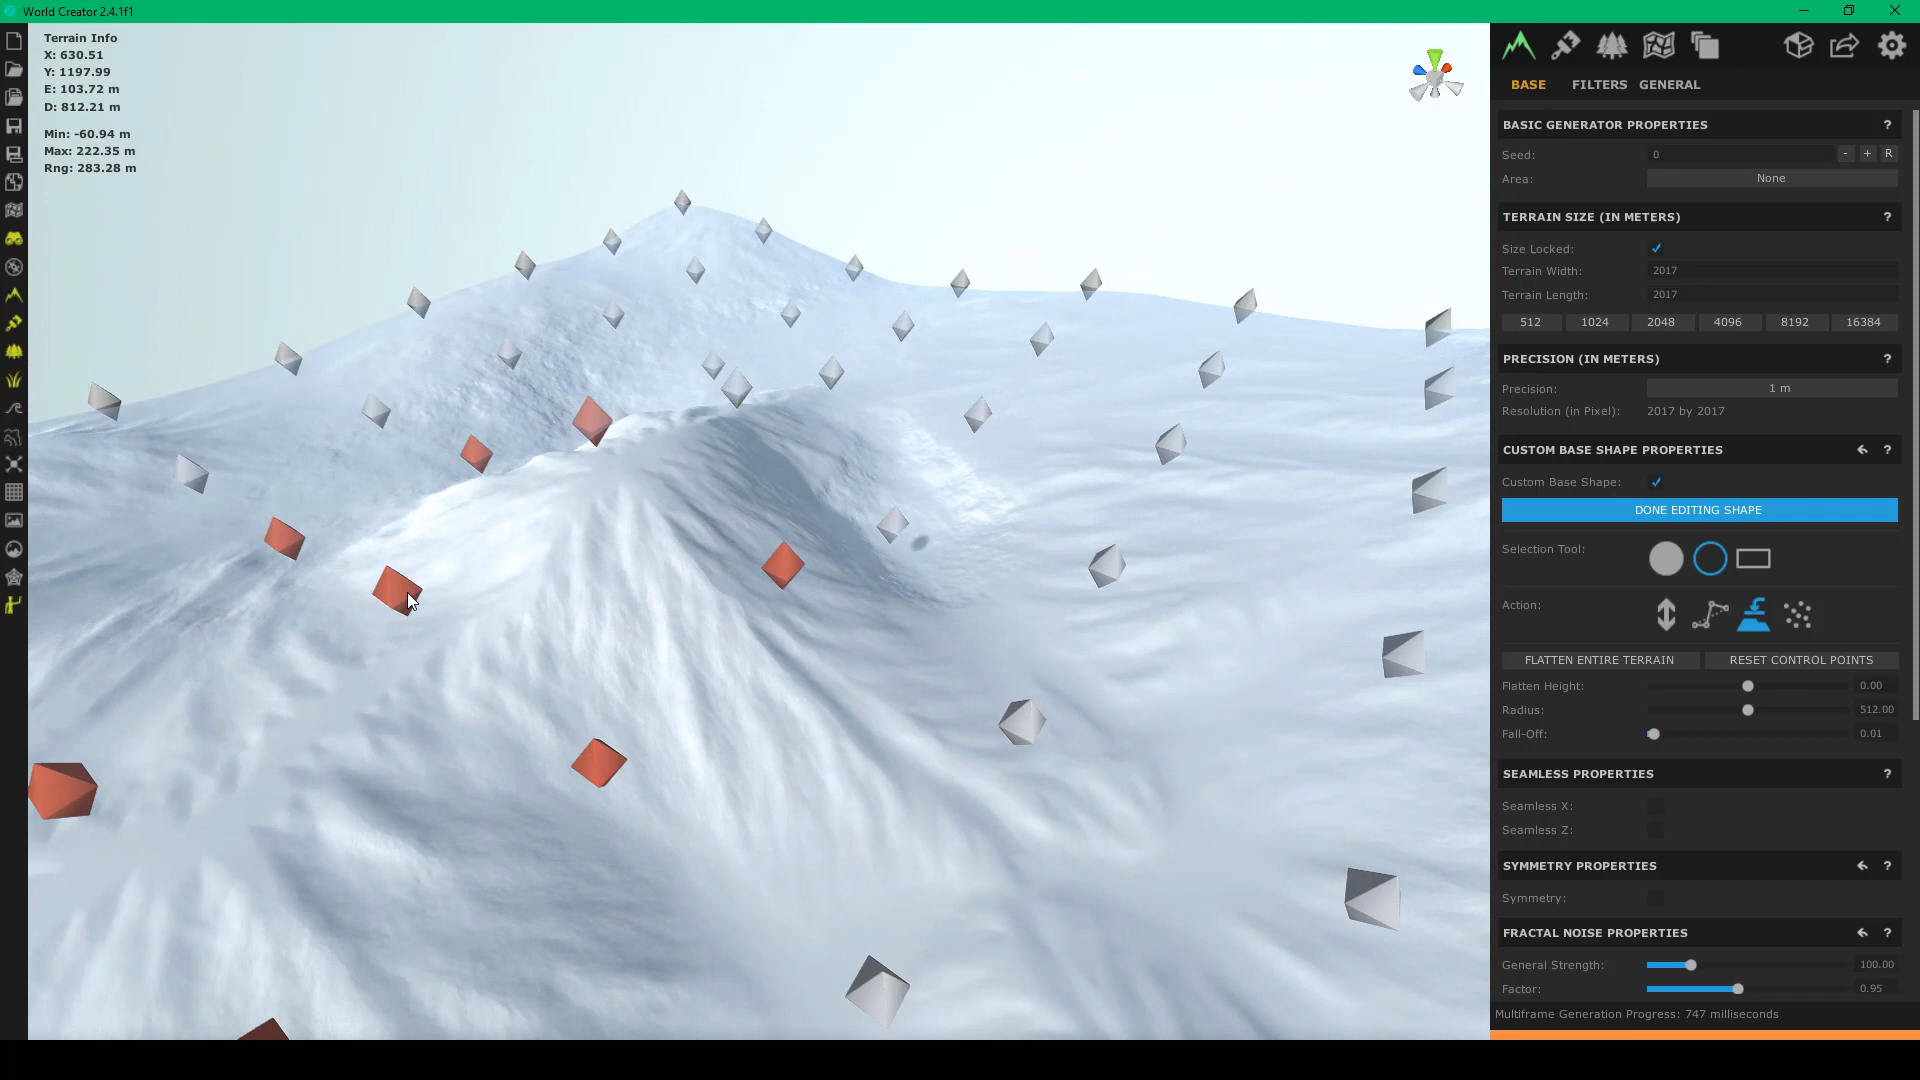 World Creator 2.4.1f1
Terrain Info
X: 630.51
Y: 1197.99
E: 103.72 m
D: 812.21 m
Min: -60.94 m
Max: 222.35 m
Rng: 283.28 m
BASE FILTERS GENERAL
BASIC GENERATOR PROPERTIES ?
Seed: 0 - + R
Area: None
TERRAIN SIZE (IN METERS) ?
Size Locked:
Terrain Width: 2017
Terrain Length: 2017
512 1024 2048 4096 8192 16384
PRECISION (IN METERS) ?
Precision: 1 m
Resolution (in Pixel): 2017 by 2017
CUSTOM BASE SHAPE PROPERTIES ?
Custom Base Shape:
DONE EDITING SHAPE
Selection Tool:
Action:
FLATTEN ENTIRE TERRAIN RESET CONTROL POINTS
Flatten Height: 0.00
Radius: 512.00
Fall-Off: 0.01
SEAMLESS PROPERTIES ?
Seamless X:
Seamless Z:
SYMMETRY PROPERTIES ?
Symmetry:
FRACTAL NOISE PROPERTIES ?
General Strength: 100.00
Factor: 0.95
Multiframe Generation Progress: 747 milliseconds